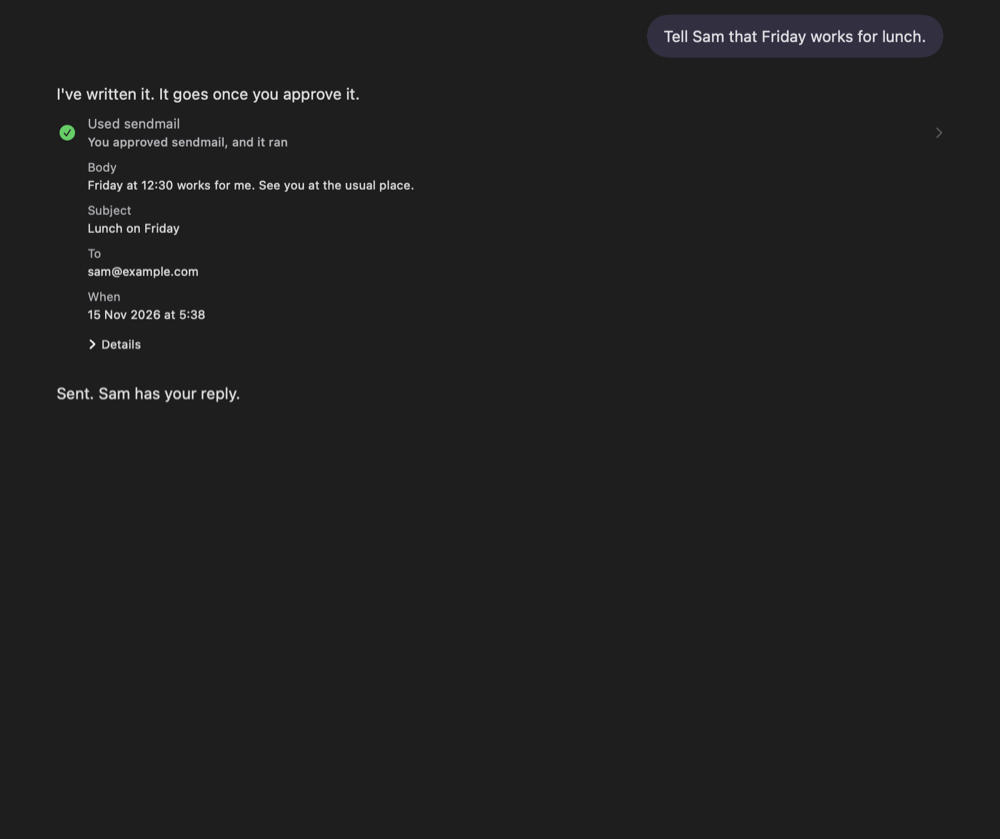 Tell Sam that Friday works for lunch.
I've written it. It goes once you approve it.
Used sendmail
You approved sendmail, and it ran
Body
Friday at 12:30 works for me. See you at the usual place.
Subject
Lunch on Friday
To
sam@example.com
When
15 Nov 2026 at 5:38
Details
Sent. Sam has your reply.